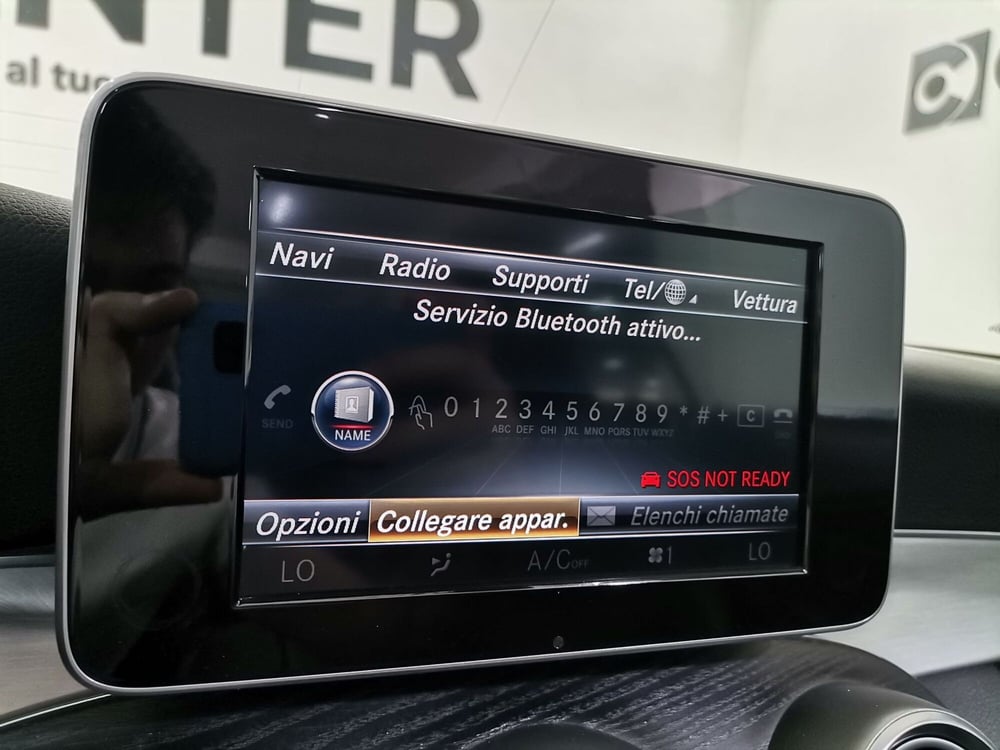 NTER
al tuo
C
Navi Radio Supporti Tel/ Vettura
Servizio Bluetooth attivo...
SEND NAME 0 1 2 3 4 5 6 7 8 9 * # + C
ABC DEF GHI JKL MNO PQRS TUV WXYZ
SOS NOT READY
Opzioni Collegare appar. Elenchi chiamate
LO A/C OFF 1 LO